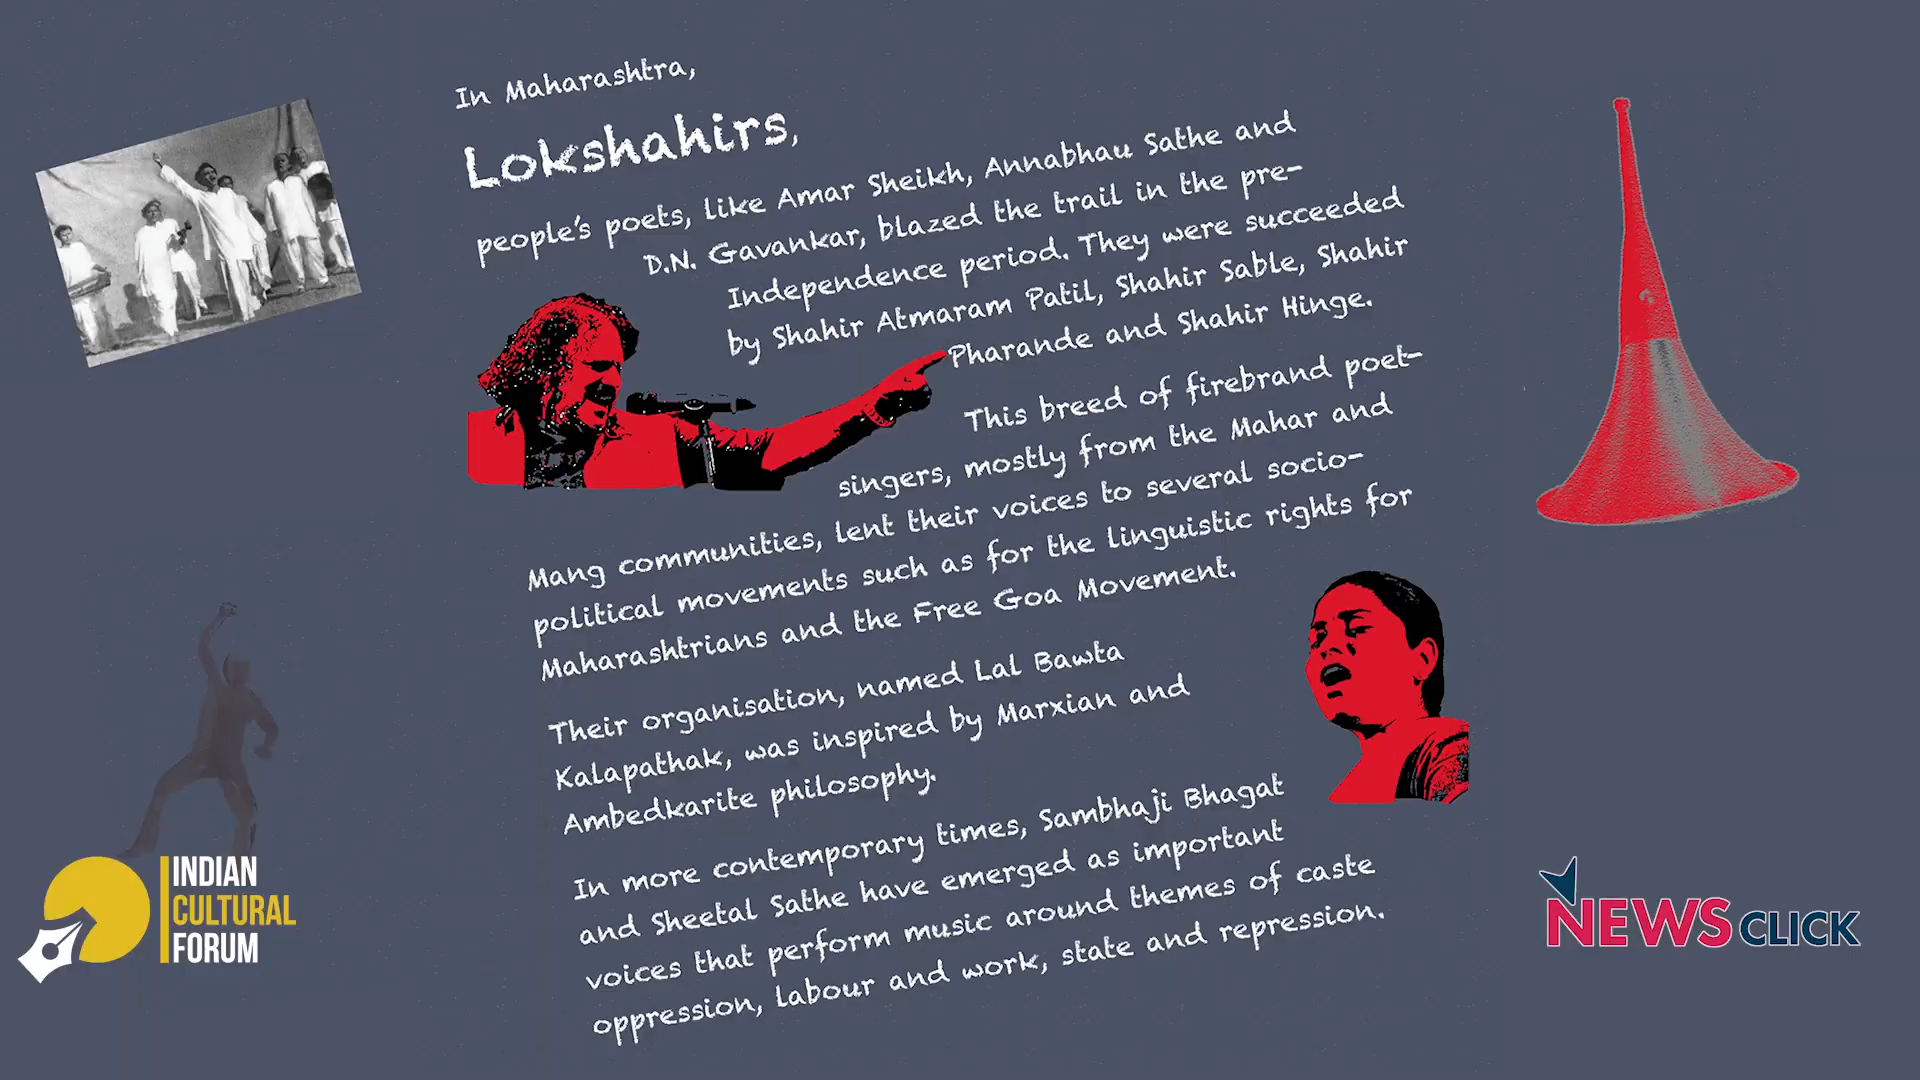 In Maharashtra,
Lokshahirs,
people's poets, like Amar Sheikh, Annabhau Sathe and
D.N. Gavankar, blazed the trail in the pre-
Independence period. They were succeeded
by Shahir Atmaram Patil, Shahir Sable, Shahir
Pharande and Shahir Hinge.
This breed of firebrand poet-
singers, mostly from the Mahar and
Mang communities, lent their voices to several socio-
political movements such as for the linguistic rights for
Maharashtrians and the Free Goa Movement.
Their organisation, named Lal Bawta
Kalapathak, was inspired by Marxian and
Ambedkarite philosophy.
In more contemporary times, Sambhaji Bhagat
and Sheetal Sathe have emerged as important
voices that perform music around themes of caste
oppression, labour and work, state and repression.
INDIAN
CULTURAL
FORUM
NEWSCLICK